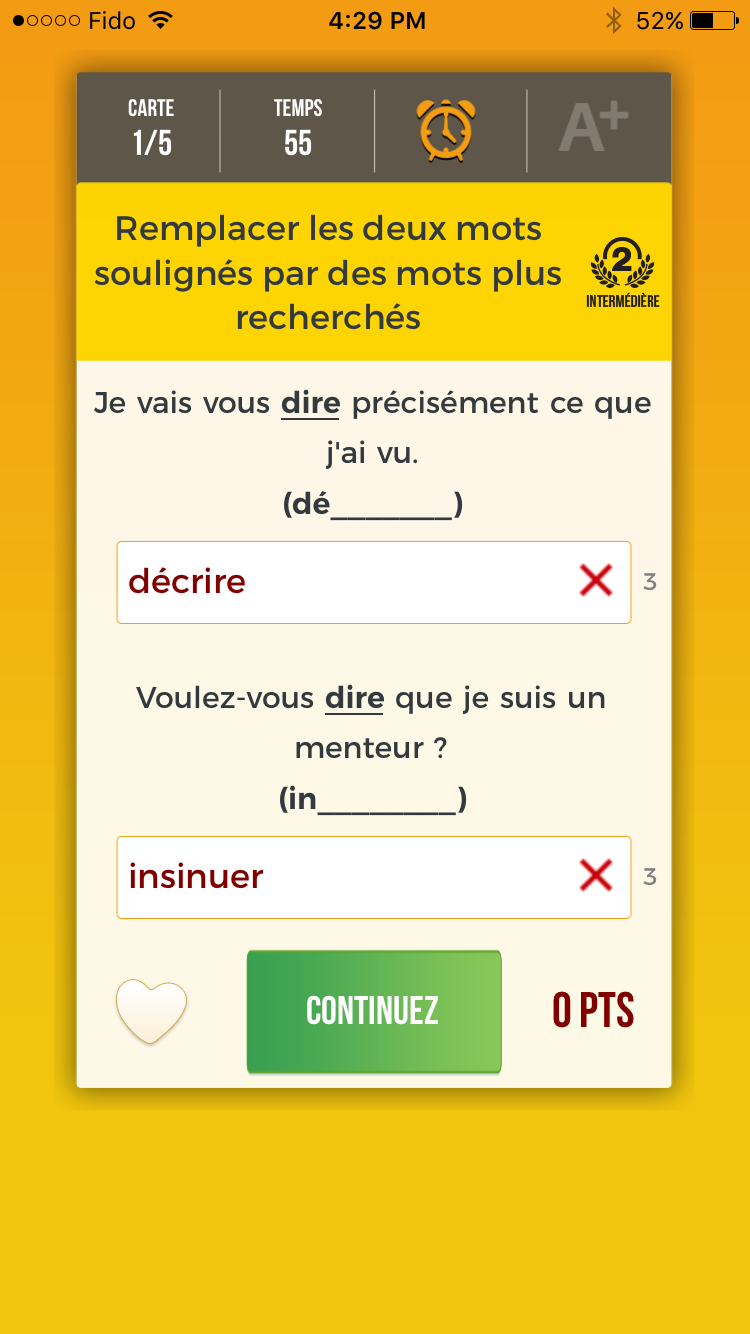 Fido 4:29 PM 52%
CARTE
1/5
TEMPS
55
A+
Remplacer les deux mots
soulignés par des mots plus
recherchés
2
INTERMÉDIÈRE
Je vais vous dire précisément ce que
j'ai vu.
(dé________)
décrire
3
Voulez-vous dire que je suis un
menteur ?
(in_________)
insinuer
3
CONTINUEZ
0 PTS